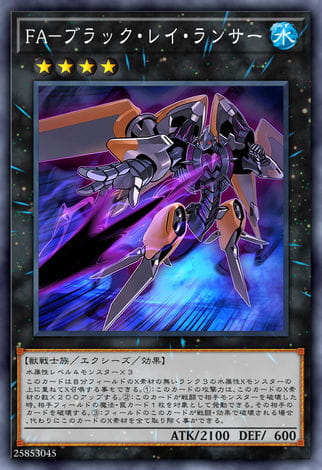 FA－ブラック・レイ・ランサー
水
【獣戦士族／エクシーズ／効果】
水属性レベル4モンスター×3
このカードは自分フィールドのX素材の無いランク3の水属性Xモンスターの
上に重ねてX召喚する事もできる。①：このカードの攻撃力は、このカードのX素
材の数×200アップする。②：このカードが戦闘で相手モンスターを破壊した
時、相手フィールドの魔法・罠カード1枚を対象として発動できる。その相手の
カードを破壊する。③：フィールドのこのカードが戦闘・効果で破壊される場合、
代わりにこのカードのX素材を全て取り除く事ができる。
ATK/2100 DEF/ 600
25853045